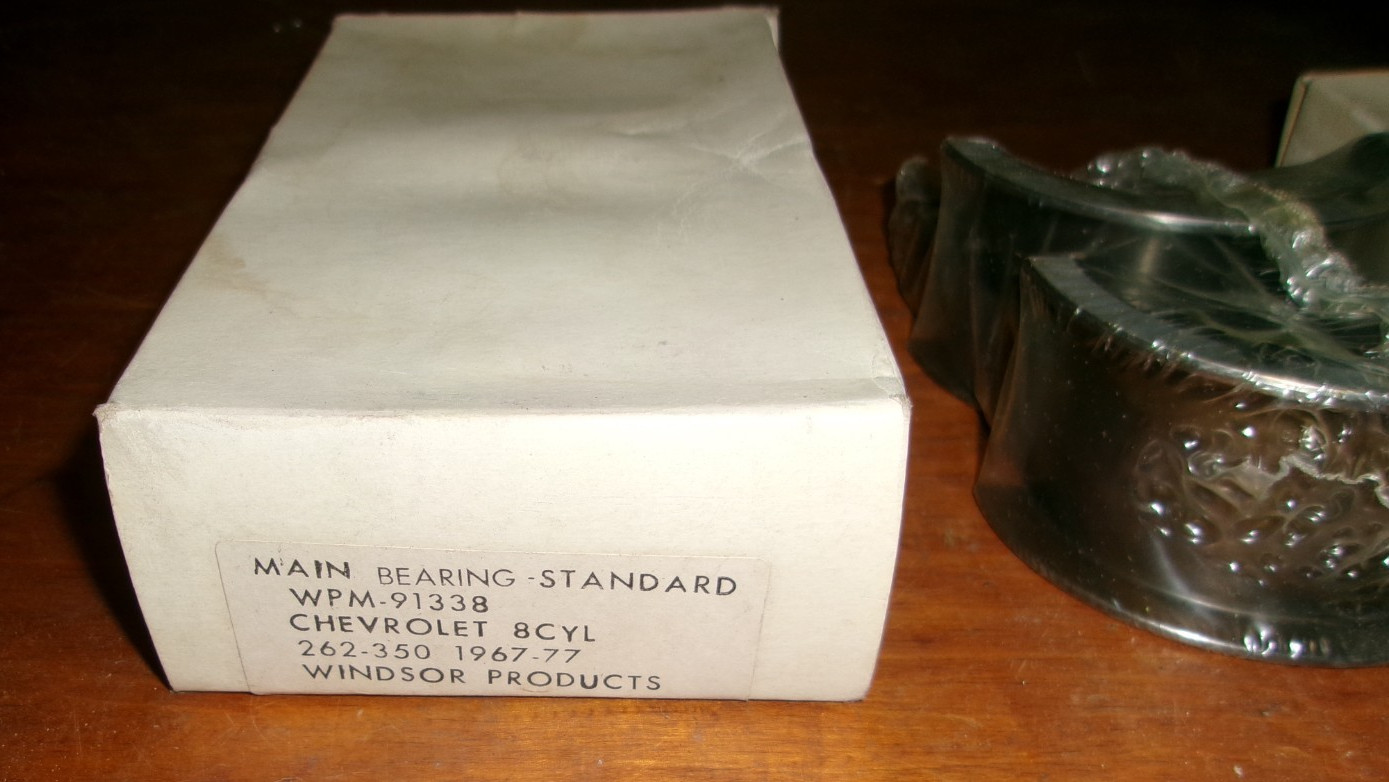 MAIN BEARING -STANDARD
WPM-91338
CHEVROLET 8CYL
262-350 1967-77
WINDSOR PRODUCTS